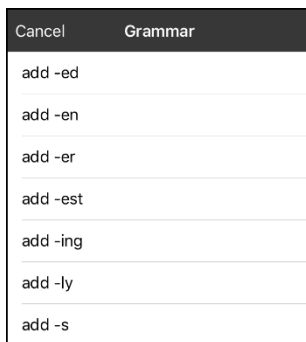 Cancel Grammar
add -ed
add -en
add -er
add -est
add -ing
add -ly
add -s